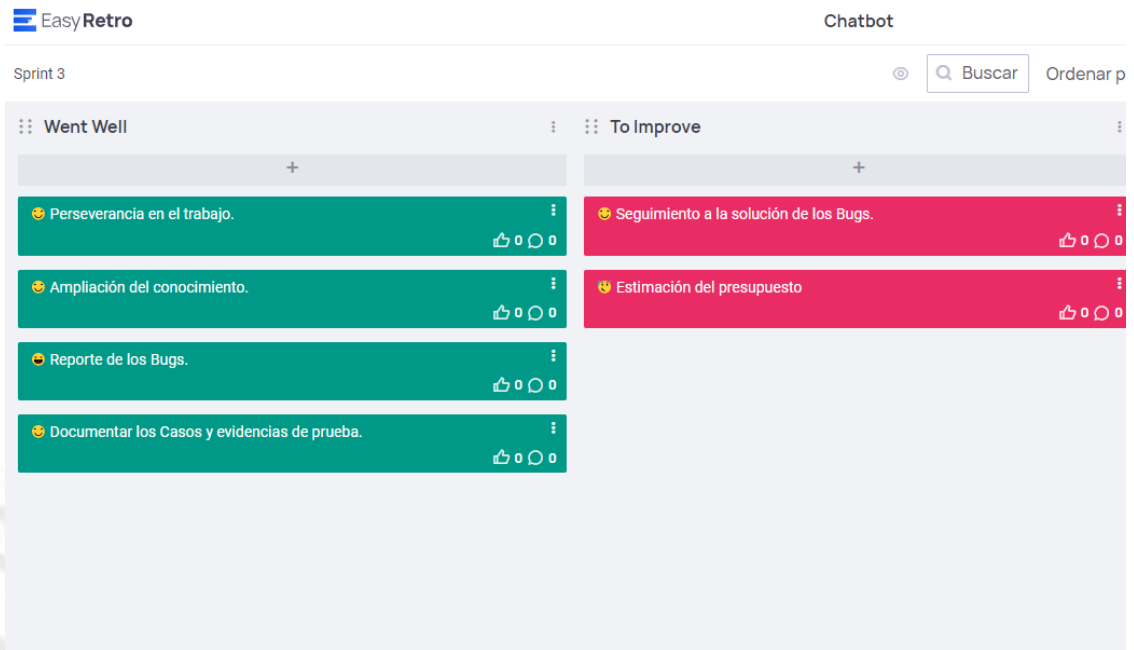 EasyRetro
Chatbot
Sprint 3
Buscar
Ordenar p
Went Well
+
Perseverancia en el trabajo.
0 0
Ampliación del conocimiento.
0 0
Reporte de los Bugs.
0 0
Documentar los Casos y evidencias de prueba.
0 0
To Improve
+
Seguimiento a la solución de los Bugs.
0 0
Estimación del presupuesto
0 0